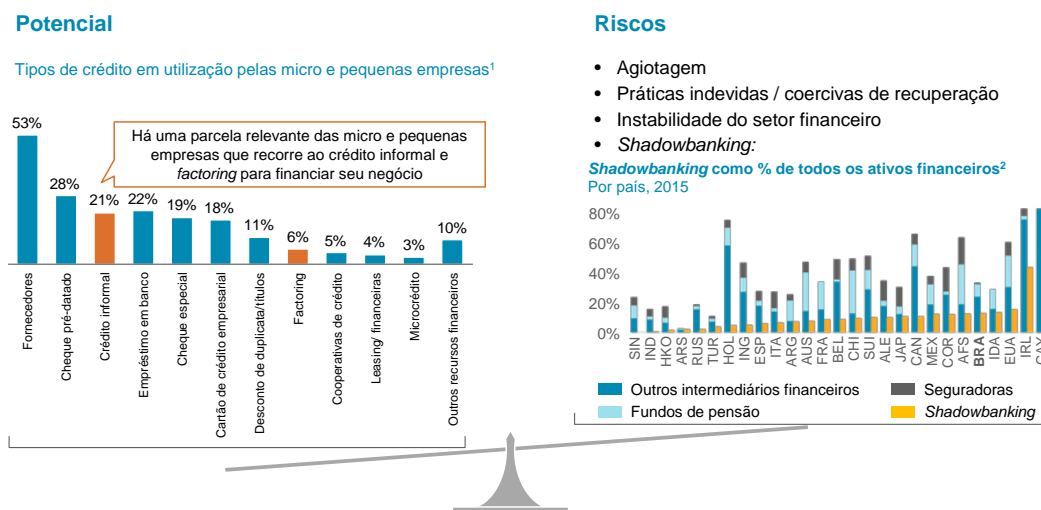 Potencial
Tipos de crédito em utilização pelas micro e pequenas empresas¹
53%
28%
21%
22%
19%
18%
11%
6%
5%
4%
3%
10%
Há uma parcela relevante das micro e pequenas
empresas que recorre ao crédito informal e
factoring para financiar seu negócio
Fornecedores
Cheque pré-datado
Crédito informal
Empréstimo em banco
Cheque especial
Cartão de crédito empresarial
Desconto de duplicata/títulos
Factoring
Cooperativas de crédito
Leasing/ financeiras
Microcrédito
Outros recursos financeiros
Riscos
• Agiotagem
• Práticas indevidas / coercivas de recuperação
• Instabilidade do setor financeiro
• Shadowbanking:
Shadowbanking como % de todos os ativos financeiros²
Por país, 2015
80%
60%
40%
20%
0%
SIN
IND
HKO
ARS
RUS
TUR
HOL
ING
ESP
ITA
ARG
AUS
FRA
BEL
CHI
SUI
ALE
JAP
CAN
MEX
COR
AFS
BRA
IDA
EUA
IRL
Outros intermediários financeiros
Seguradoras
Fundos de pensão
Shadowbanking